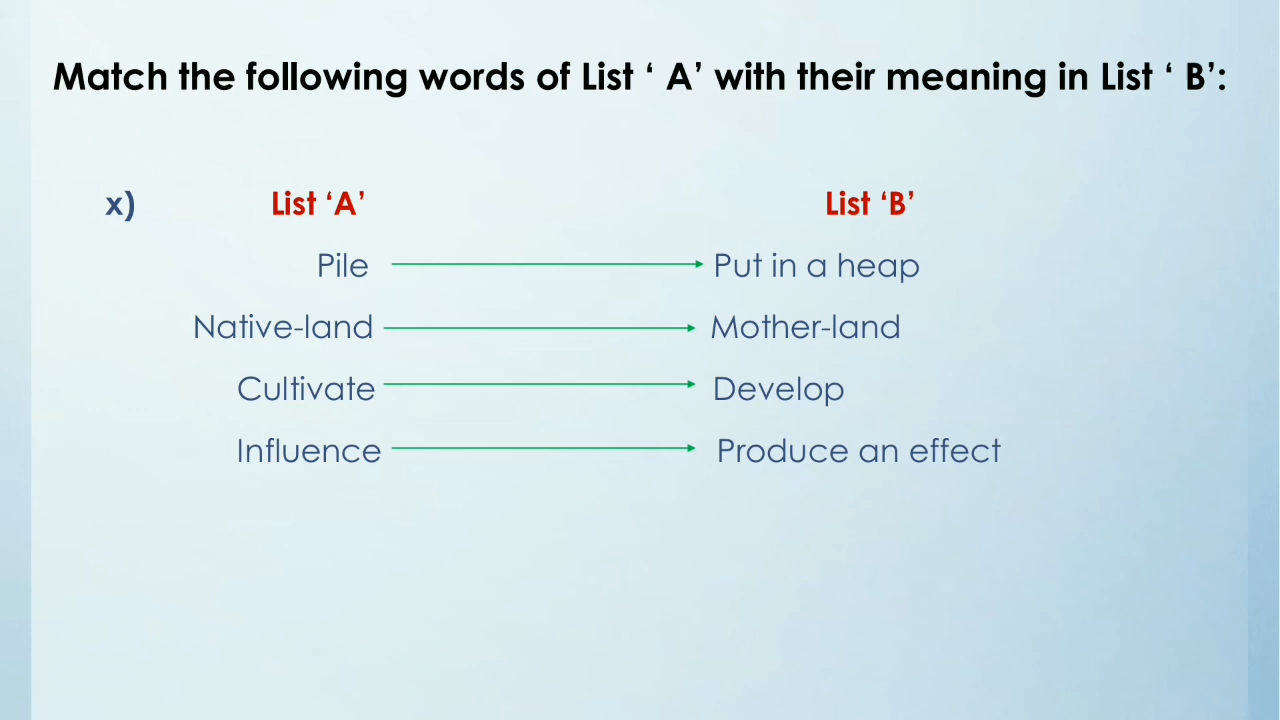 Match the following words of List ‘ A’ with their meaning in List ‘ B’:
x) List ‘A’ List ‘B’
Pile Put in a heap
Native-land Mother-land
Cultivate Develop
Influence Produce an effect